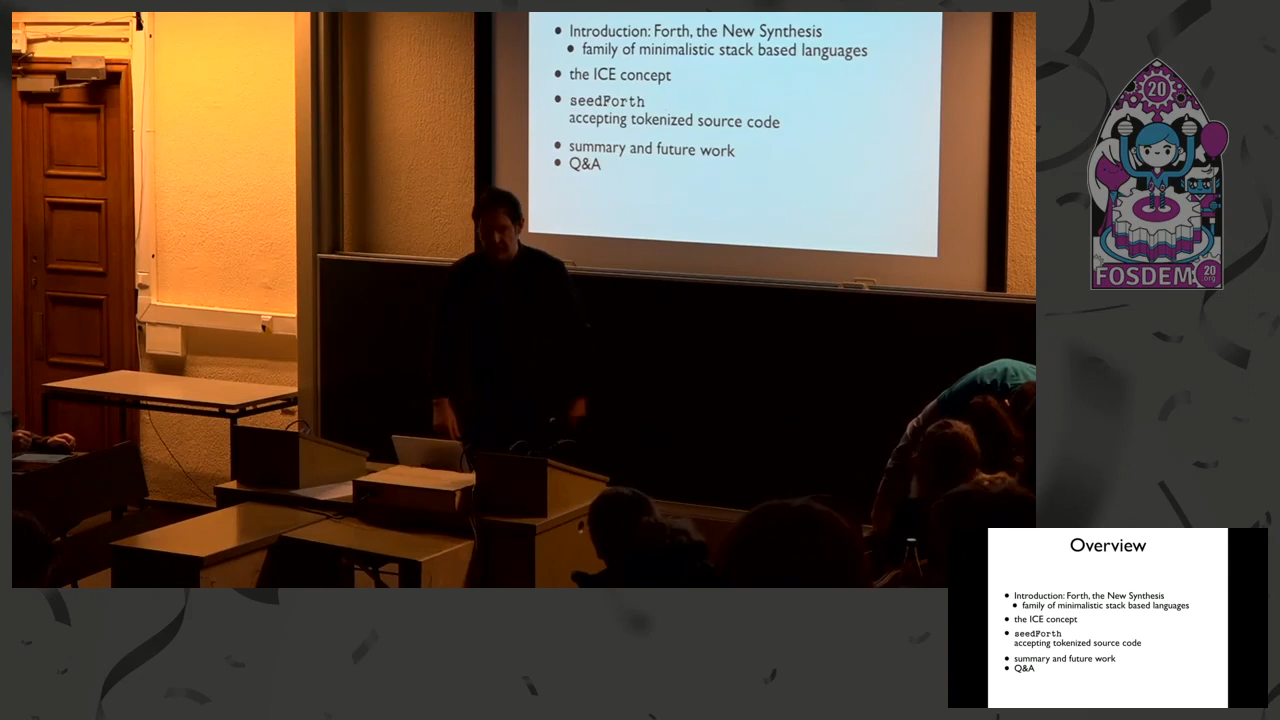 Introduction: Forth, the New Synthesis
family of minimalistic stack based languages
the ICE concept
seedForth
accepting tokenized source code
summary and future work
Q&A
20
FOSDEM
20
.org
Overview
Introduction: Forth, the New Synthesis
family of minimalistic stack based languages
the ICE concept
seedForth
accepting tokenized source code
summary and future work
Q&A